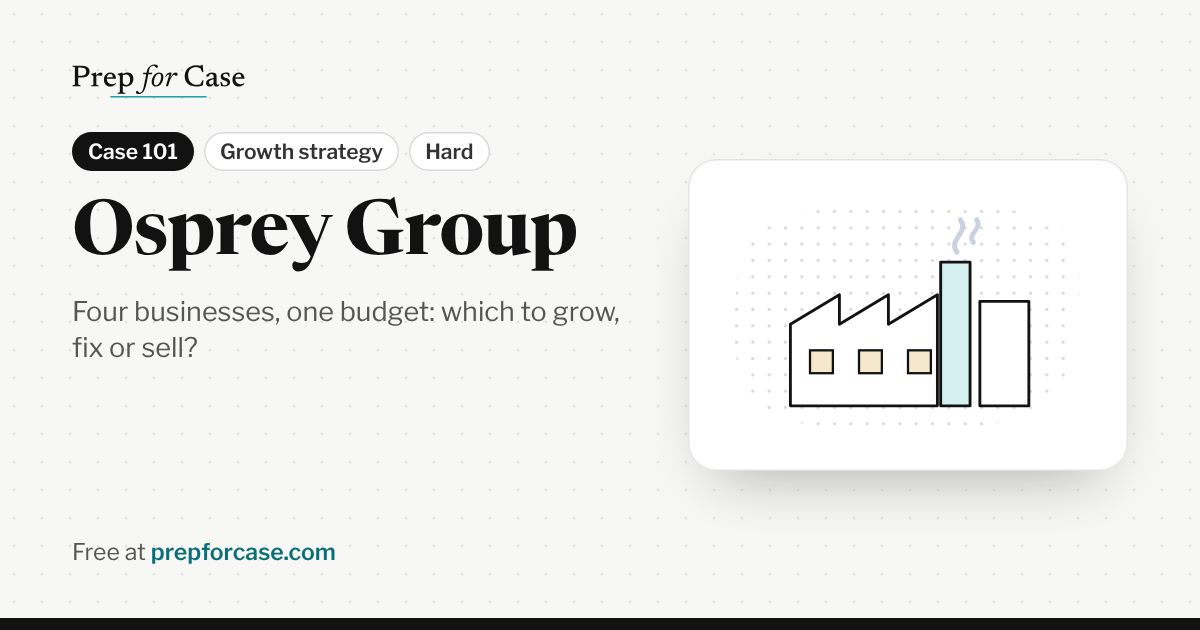 Prep for Case
Case 101
Growth strategy
Hard
Osprey Group
Four businesses, one budget: which to grow,
fix or sell?
Free at prepforcase.com